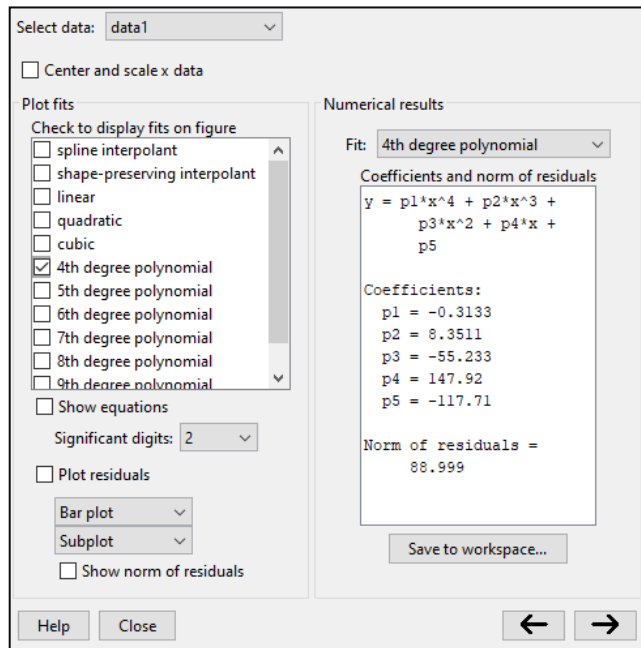 Select data: data1
Center and scale x data
Plot fits
Check to display fits on figure
spline interpolant
shape-preserving interpolant
linear
quadratic
cubic
4th degree polynomial
5th degree polynomial
6th degree polynomial
7th degree polynomial
8th degree polynomial
9th degree polynomial
Show equations
Significant digits: 2
Plot residuals
Bar plot
Subplot
Show norm of residuals
Numerical results
Fit: 4th degree polynomial
Coefficients and norm of residuals
y = p1*x^4 + p2*x^3 +
p3*x^2 + p4*x +
p5
Coefficients:
p1 = -0.3133
p2 = 8.3511
p3 = -55.233
p4 = 147.92
p5 = -117.71
Norm of residuals =
88.999
Save to workspace...
Help
Close